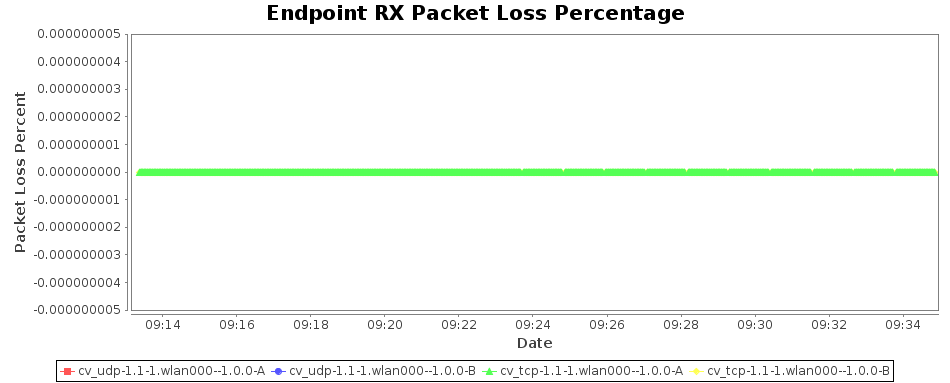 Endpoint RX Packet Loss Percentage
Packet Loss Percent
0.000000005
0.000000004
0.000000003
0.000000002
0.000000001
0.000000000
-0.000000001
-0.000000002
-0.000000003
-0.000000004
-0.000000005
09:14 09:16 09:18 09:20 09:22 09:24 09:26 09:28 09:30 09:32 09:34
Date
cv_udp-1.1-1.wlan000--1.0.0-A cv_udp-1.1-1.wlan000--1.0.0-B cv_tcp-1.1-1.wlan000--1.0.0-A cv_tcp-1.1-1.wlan000--1.0.0-B